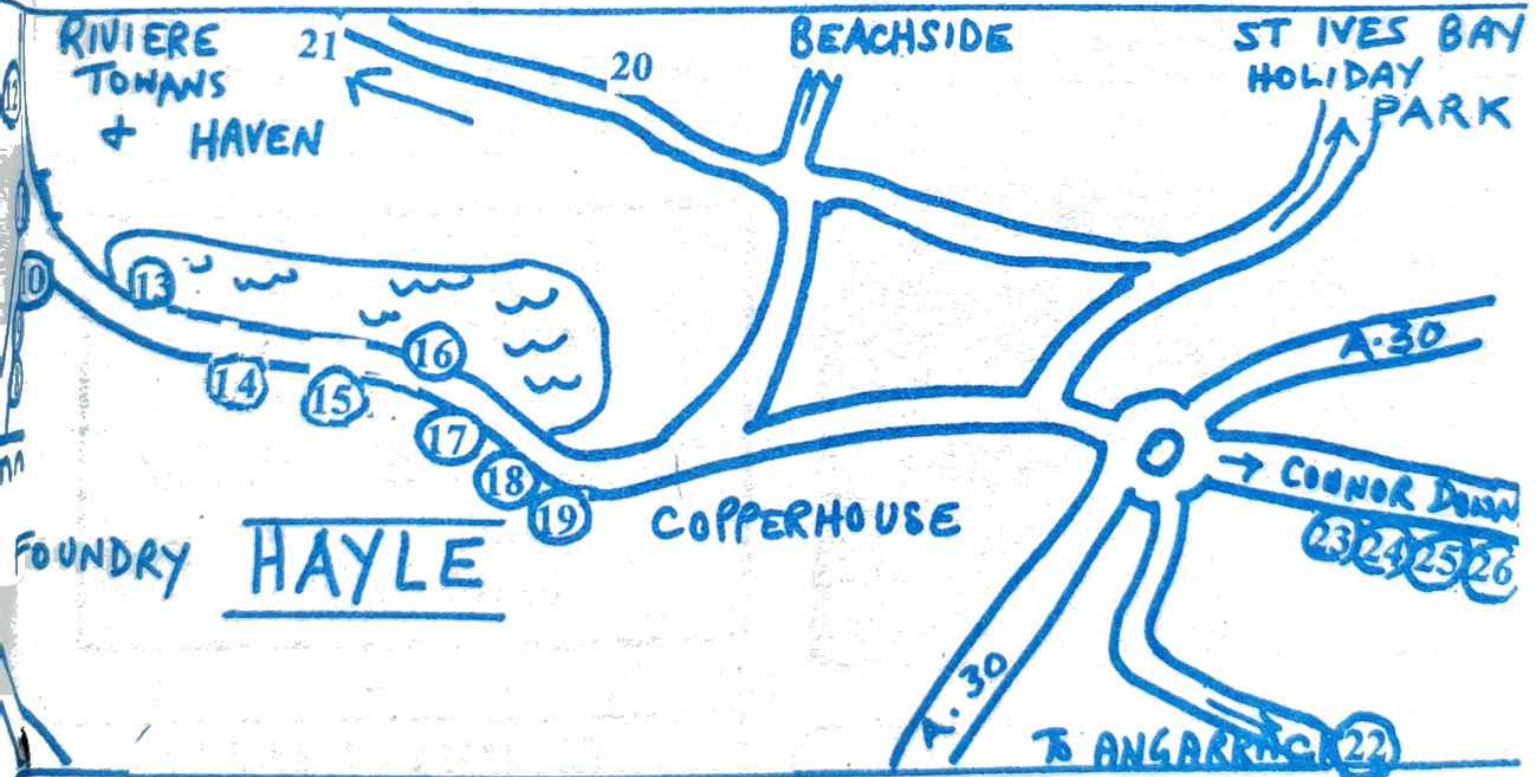 RIVIERE
TOWANS
+ HAVEN
21
20
BEACHSIDE
ST IVES BAY
HOLIDAY
PARK
12
10
13
14
15
16
17
18
19
A.30
→ CONNOR DOWN
23 24 25 26
COPPERHOUSE
FOUNDRY
HAYLE
A.30
TO ANGARRACK 22